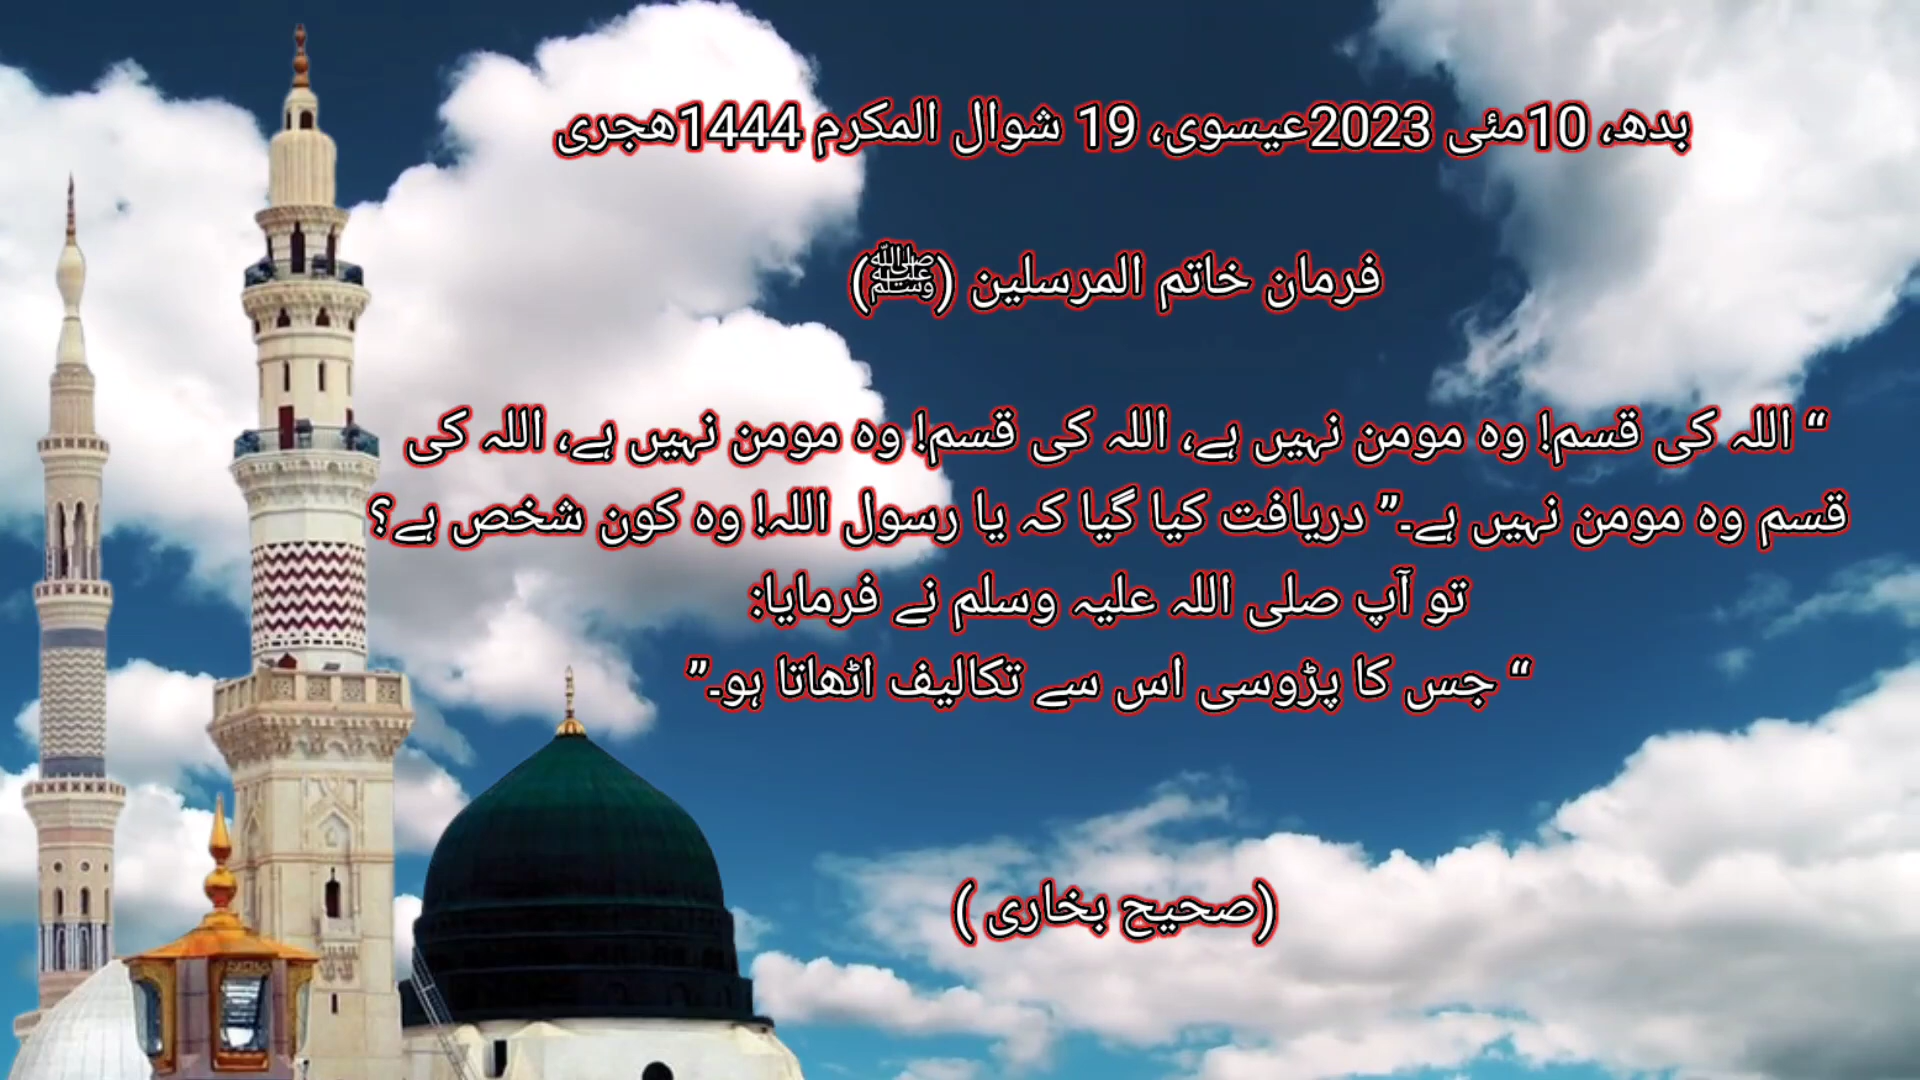 بدھ، 10مئی 2023عیسوی، 19 شوال المکرم 1444ھجری
فرمان خاتم المرسلین (ﷺ)
“ اللہ کی قسم! وہ مومن نہیں ہے، اللہ کی قسم! وہ مومن نہیں ہے، اللہ کی
قسم وہ مومن نہیں ہے۔” دریافت کیا گیا کہ یا رسول اللہ! وہ کون شخص ہے؟
تو آپ صلی اللہ علیہ وسلم نے فرمایا:
“ جس کا پڑوسی اس سے تکالیف اٹھاتا ہو۔”
(صحیح بخاری )